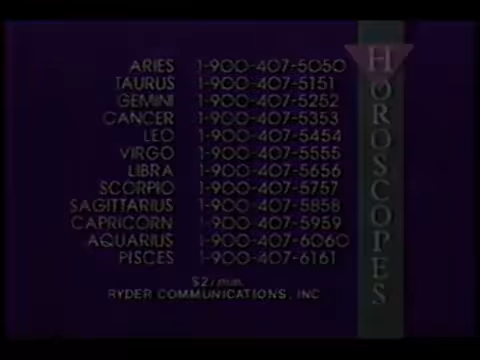 ARIES 1-900-407-5050
TAURUS 1-900-407-5151
GEMINI 1-900-407-5252
CANCER 1-900-407-5353
LEO 1-900-407-5454
VIRGO 1-900-407-5555
LIBRA 1-900-407-5656
SCORPIO 1-900-407-5757
SAGITTARIUS 1-900-407-5858
CAPRICORN 1-900-407-5959
AQUARIUS 1-900-407-6060
PISCES 1-900-407-6161
$2/min.
RYDER COMMUNICATIONS, INC
HOROSCOPES